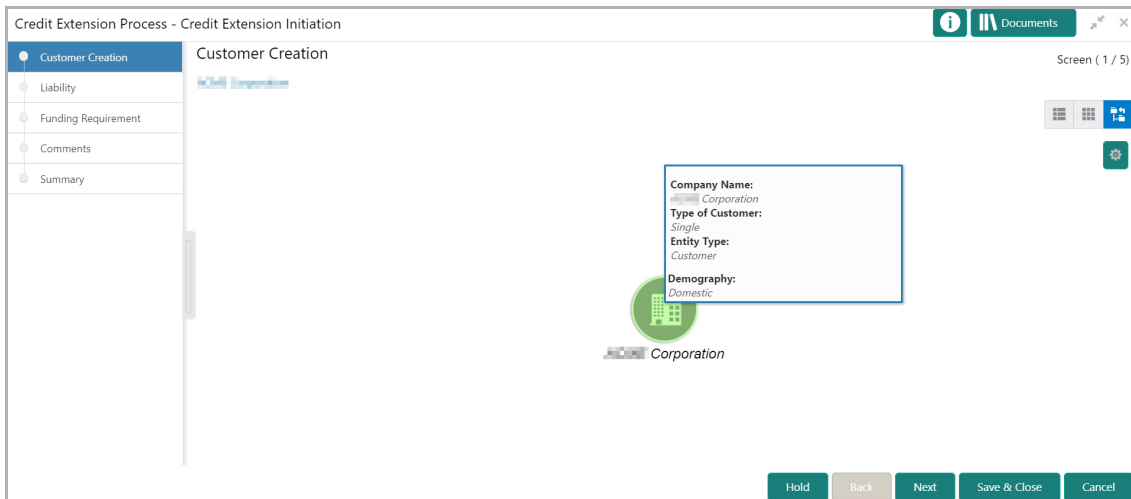 Credit Extension Process - Credit Extension Initiation
Documents
Customer Creation
Liability
Funding Requirement
Comments
Summary
Customer Creation
Screen ( 1 / 5)
Corporation
Company Name:
Corporation
Type of Customer:
Single
Entity Type:
Customer
Demography:
Domestic
Corporation
Hold
Back
Next
Save & Close
Cancel